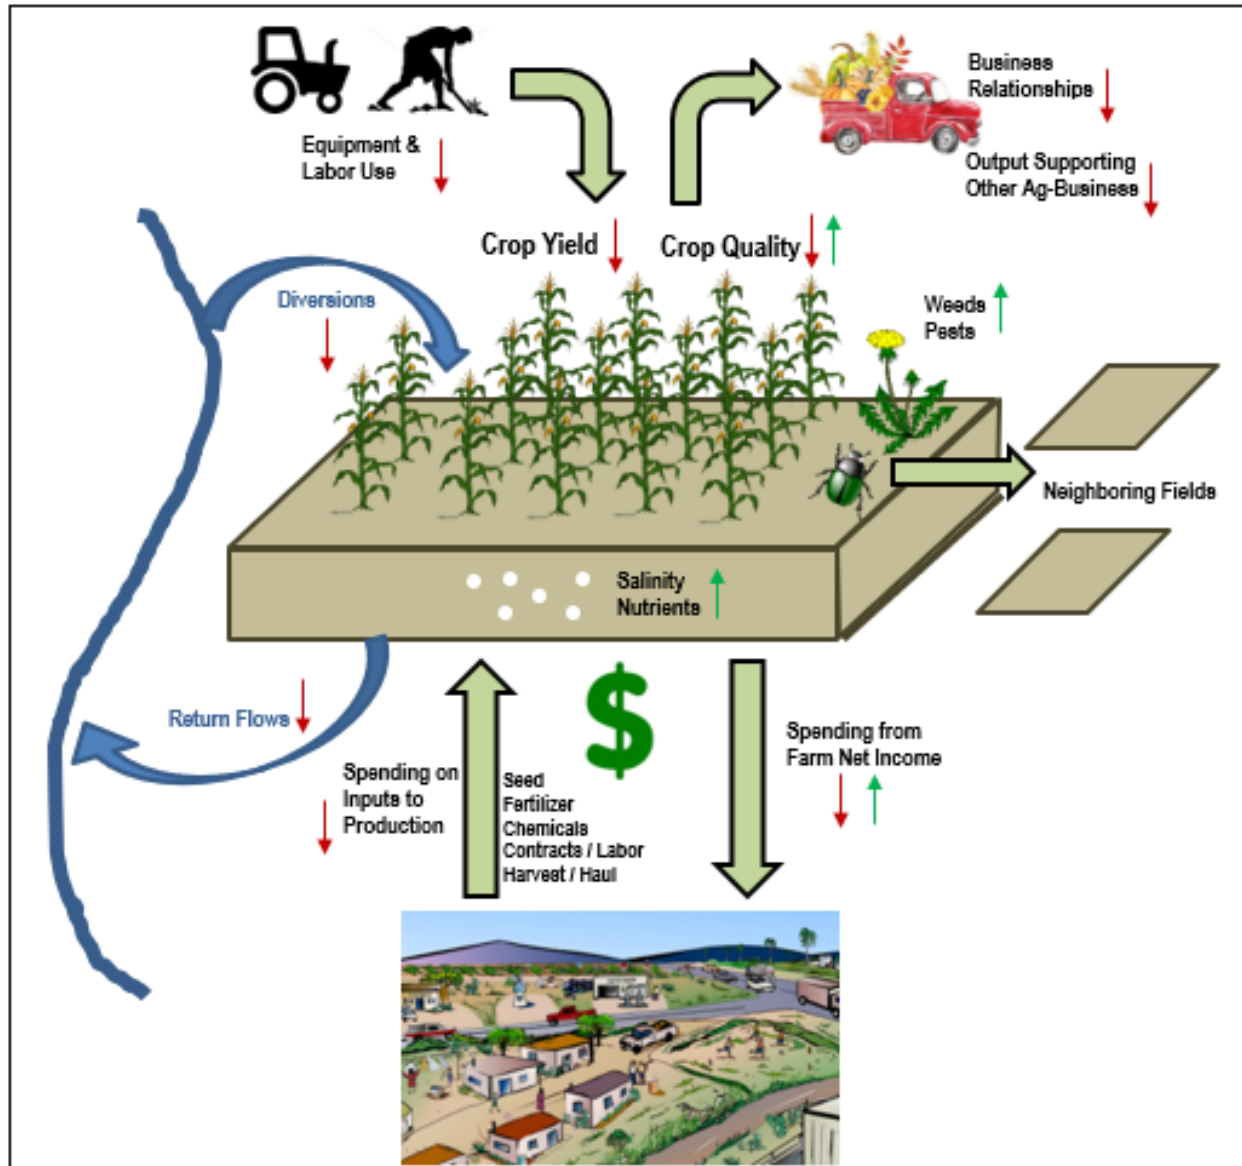 Business
Relationships
Equipment &
Labor Use
Output Supporting
Other Ag-Business
Crop Yield
Crop Quality
Diversions
Weeds
Pests
Neighboring Fields
Salinity
Nutrients
Return Flows
Spending on
Inputs to
Production
Seed
Fertilizer
Chemicals
Contracts / Labor
Harvest / Haul
$
Spending from
Farm Net Income